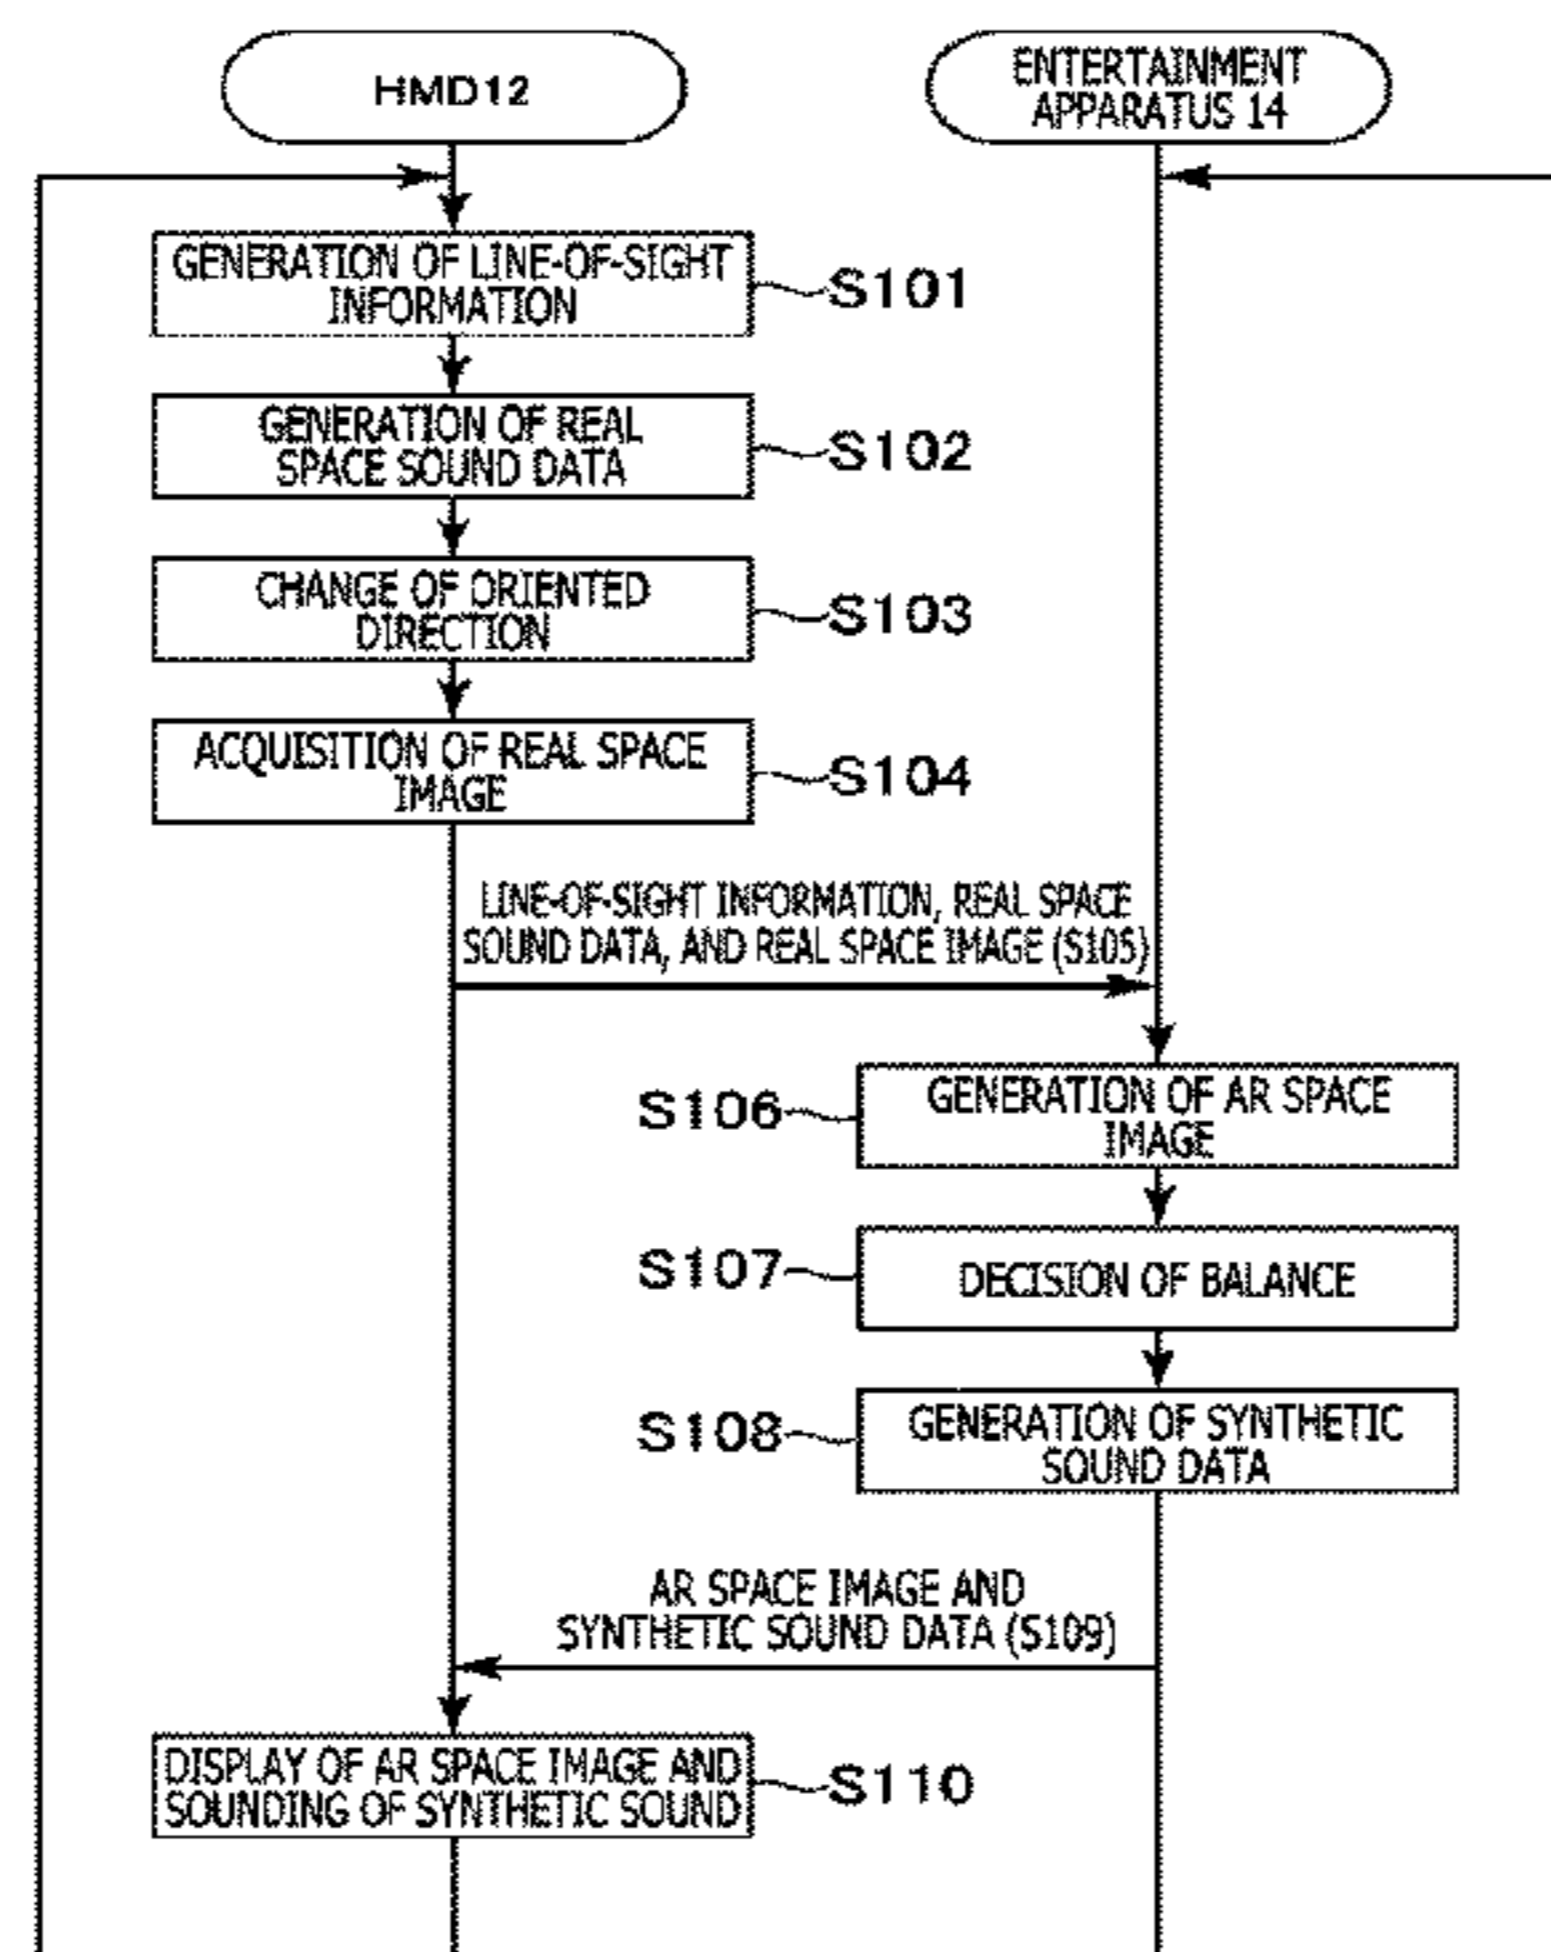 HMD12
ENTERTAINMENT
APPARATUS 14
GENERATION OF LINE-OF-SIGHT
INFORMATION
S101
GENERATION OF REAL
SPACE SOUND DATA
S102
CHANGE OF ORIENTED
DIRECTION
S103
ACQUISITION OF REAL SPACE
IMAGE
S104
LINE-OF-SIGHT INFORMATION, REAL SPACE
SOUND DATA, AND REAL SPACE IMAGE (S105)
S106
GENERATION OF AR SPACE
IMAGE
S107
DECISION OF BALANCE
S108
GENERATION OF SYNTHETIC
SOUND DATA
AR SPACE IMAGE AND
SYNTHETIC SOUND DATA (S109)
DISPLAY OF AR SPACE IMAGE AND
SOUNDING OF SYNTHETIC SOUND
S110